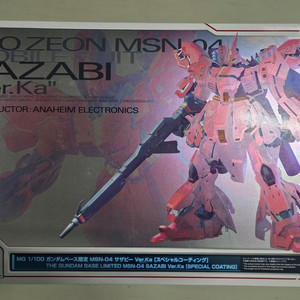 O ZEON MSN-04
MOBILE SUIT
SAZABI
Ver.Ka"
UCTOR: ANAHEIM ELECTRONICS
MG 1/100 ガンダムベース限定 MSN-04 サザビー Ver.Ka [スペシャルコーティング]
THE GUNDAM BASE LIMITED MSN-04 SAZABI Ver.Ka [SPECIAL COATING]